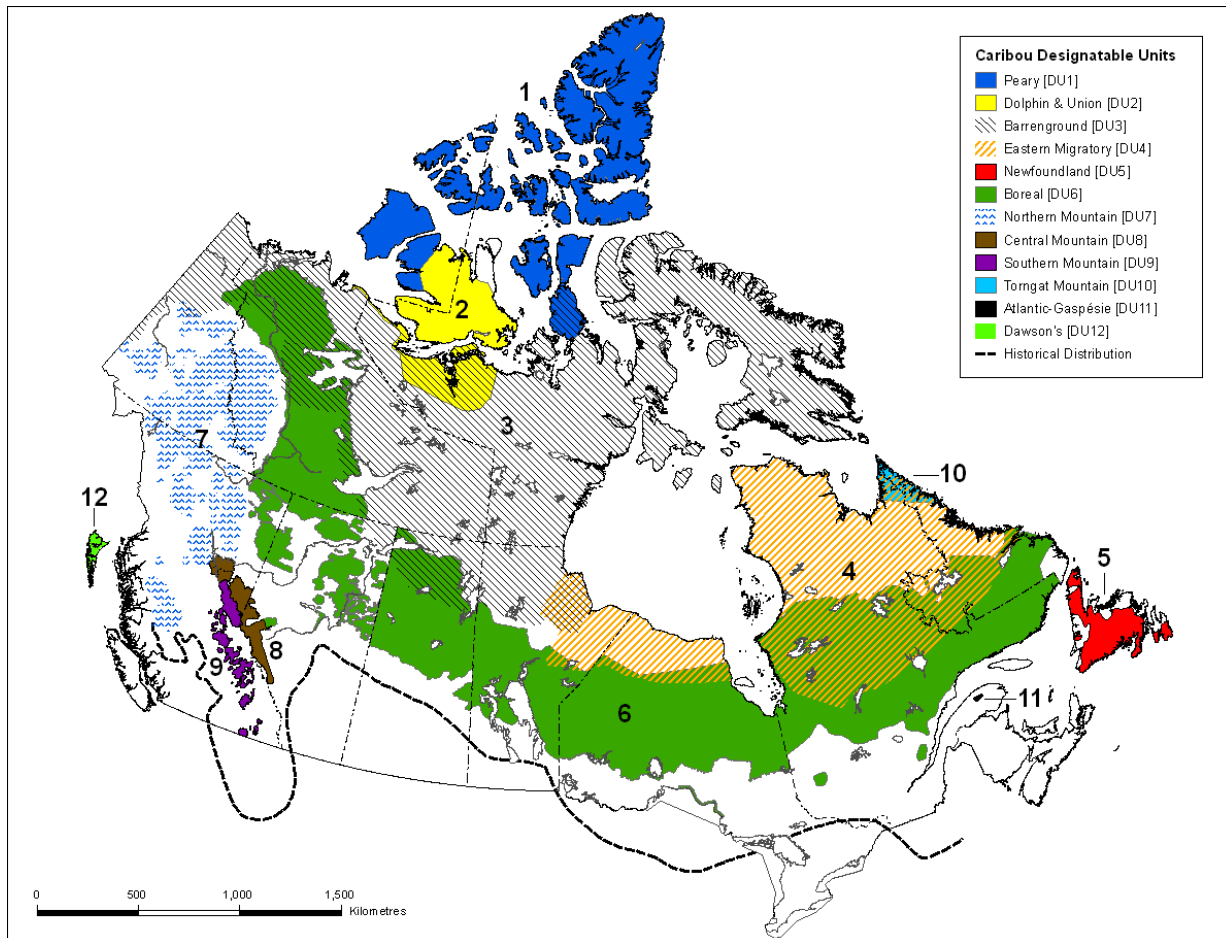 1
Caribou Designatable Units
Peary [DU1]
Dolphin & Union [DU2]
Barrenground [DU3]
Eastern Migratory [DU4]
Newfoundland [DU5]
Boreal [DU6]
Northern Mountain [DU7]
Central Mountain [DU8]
Southern Mountain [DU9]
Torngat Mountain [DU10]
Atlantic-Gaspésie [DU11]
Dawson's [DU12]
Historical Distribution
2
3
7
10
12
4
5
8
9
6
11
0 500 1,000 1,500
Kilometres